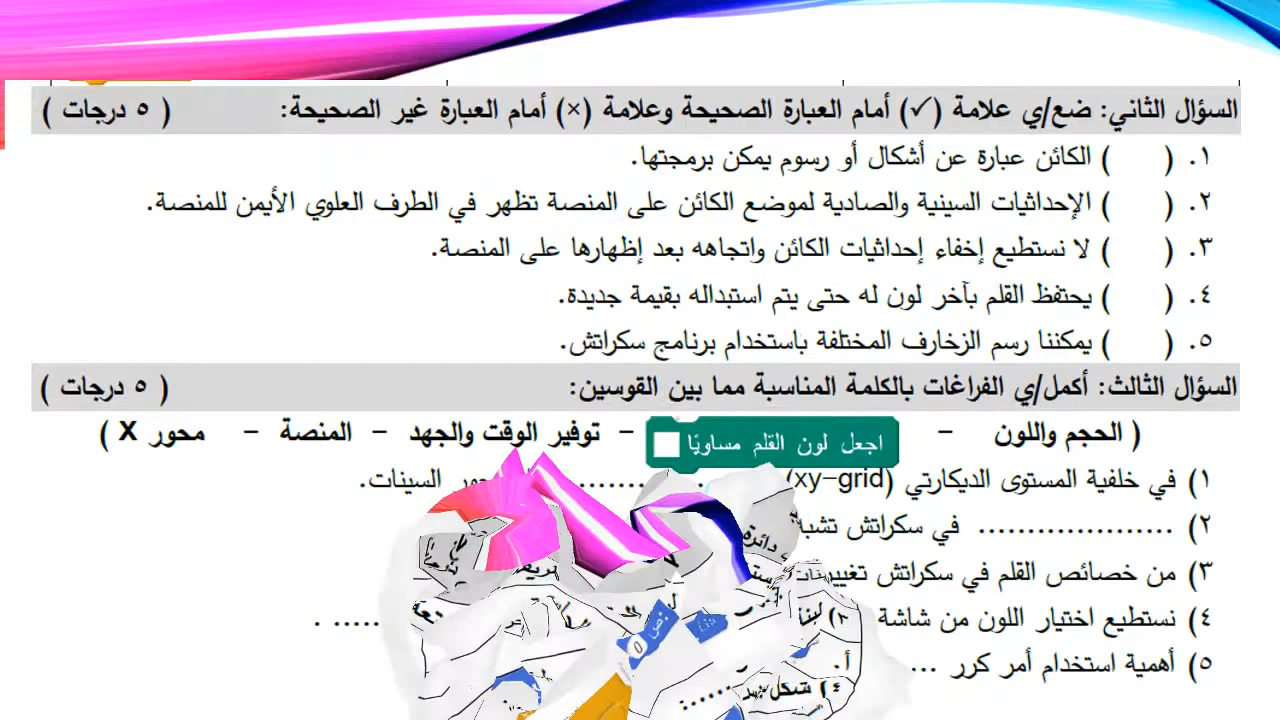 السؤال الثاني: ضع/ي علامة (✓) أمام العبارة الصحيحة وعلامة (×) أمام العبارة غير الصحيحة: ( ٥ درجات )
١. ( ) الكائن عبارة عن أشكال أو رسوم يمكن برمجتها.
٢. ( ) الإحداثيات السينية والصادية لموضع الكائن على المنصة تظهر في الطرف العلوي الأيمن للمنصة.
٣. ( ) لا نستطيع إخفاء إحداثيات الكائن واتجاهه بعد إظهارها على المنصة.
٤. ( ) يحتفظ القلم بآخر لون له حتى يتم استبداله بقيمة جديدة.
٥. ( ) يمكننا رسم الزخارف المختلفة باستخدام برنامج سكراتش.
السؤال الثالث: أكمل/ي الفراغات بالكلمة المناسبة مما بين القوسين: ( ٥ درجات )
( الحجم واللون - اجعل لون القلم مساويًا - توفير الوقت والجهد - المنصة - محور X )
١) في خلفية المستوى الديكارتي (xy-grid) ........ السينات.
٢) .................... في سكراتش
٣) من خصائص القلم في سكراتش تغيير
٤) نستطيع اختيار اللون من شاشة ..... .
٥) أهمية استخدام أمر كرر ...